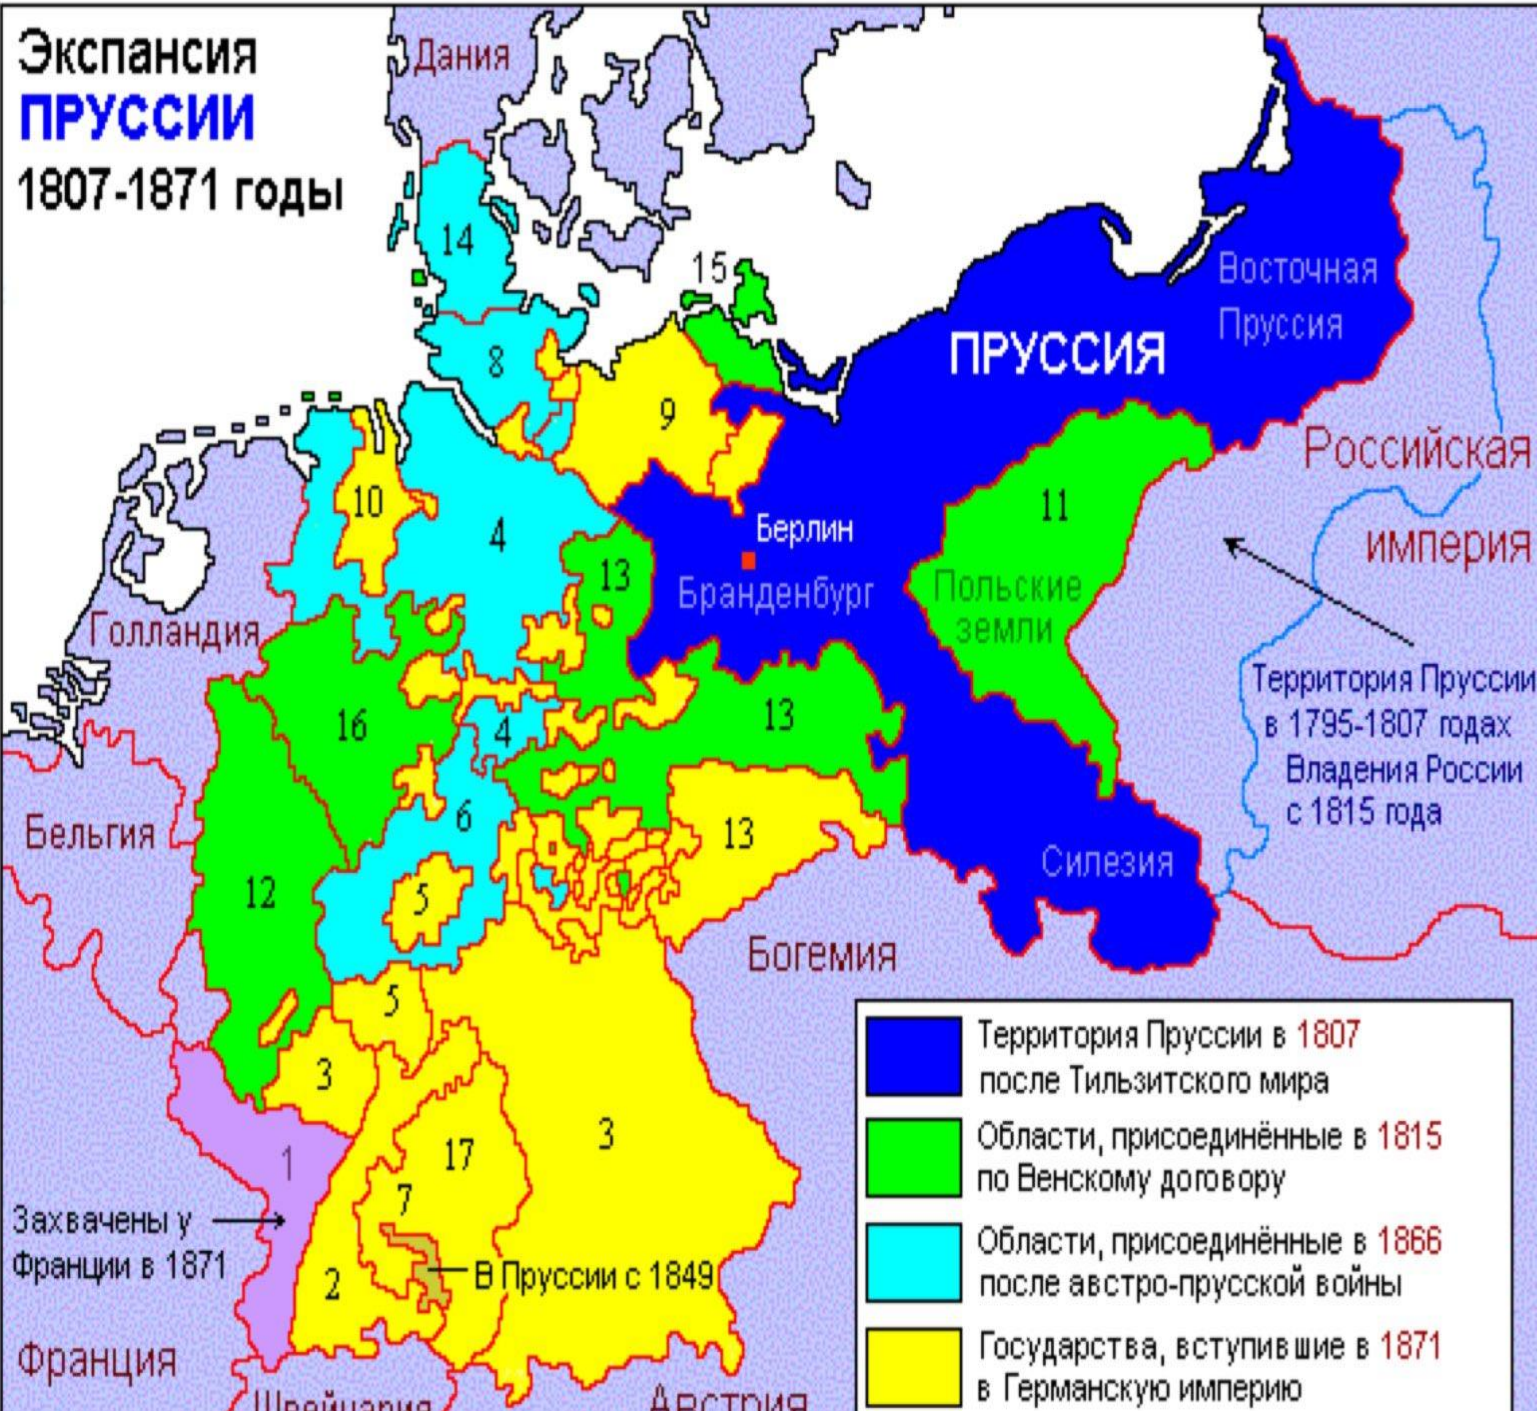 Экспансия
ПРУССИИ
1807-1871 годы
Дания
14
15
8
9
10
4
13
Восточная
Пруссия
ПРУССИЯ
Российская
империя
11
Берлин
Бранденбург
Польские
земли
Голландия
Территория Пруссии
в 1795-1807 годах
Владения России
с 1815 года
16
4
13
6
13
Бельгия
12
5
Силезия
Богемия
5
3
3
1
17
7
2
Захвачены у
Франции в 1871
В Пруссии с 1849
Франция
Швейцария
Австрия
Территория Пруссии в 1807
после Тильзитского мира
Области, присоединённые в 1815
по Венскому договору
Области, присоединённые в 1866
после австро-прусской войны
Государства, вступившие в 1871
в Германскую империю